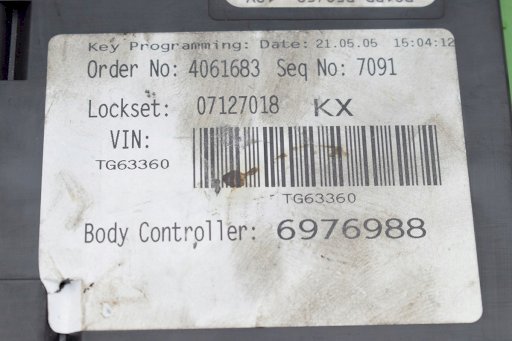 Key Programming: Date: 21.05.05 15:04:12
Order No: 4061683 Seq No: 7091
Lockset: 07127018 KX
VIN:
TG63360
TG63360
Body Controller: 6976988